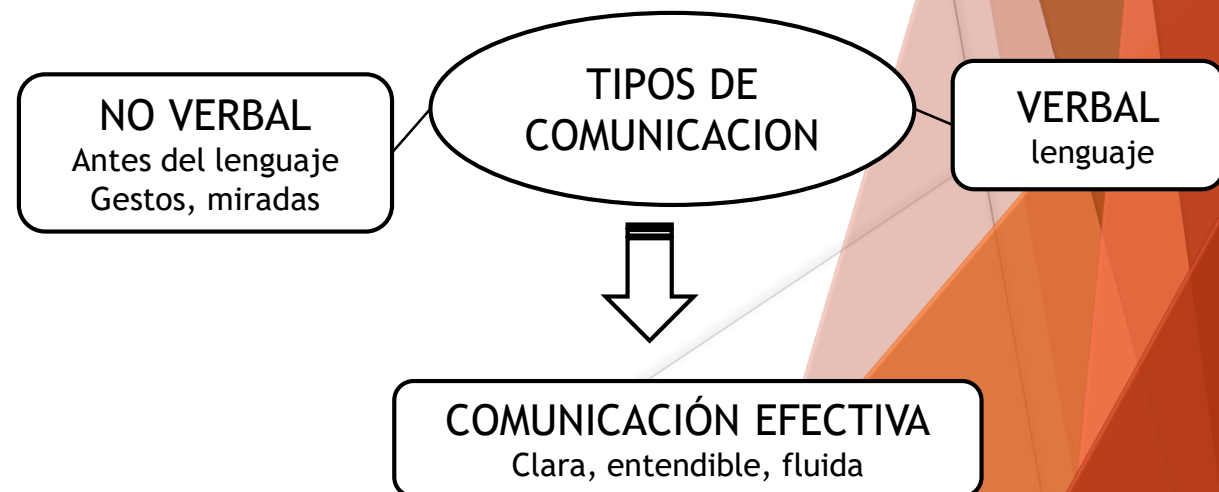 TIPOS DE
COMUNICACION
NO VERBAL
Antes del lenguaje
Gestos, miradas
VERBAL
lenguaje
COMUNICACIÓN EFECTIVA
Clara, entendible, fluida